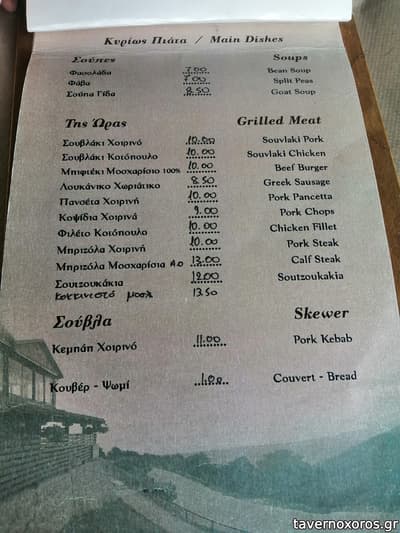 Κυρίως Πιάτα / Main Dishes
Σούπες Soups
Φασολάδα 7.00 Bean Soup
Φάβα 7.00 Split Peas
Σούπα Γίδα 8.50 Goat Soup
Της Ώρας Grilled Meat
Σουβλάκι Χοιρινό 10.00 Souvlaki Pork
Σουβλάκι Κοτόπουλο 10.00 Souvlaki Chicken
Μπιφτέκι Μοσχαρίσιο 100% 10.00 Beef Burger
Λουκάνικο Χωριάτικο 8.50 Greek Sausage
Πανσέτα Χοιρινή 10.00 Pork Pancetta
Κοψίδια Χοιρινά 9.00 Pork Chops
Φιλέτο Κοτόπουλο 10.00 Chicken Fillet
Μπριζόλα Χοιρινή 10.00 Pork Steak
Μπριζόλα Μοσχαρίσια Α.Ο 13.00 Calf Steak
Σουτζουκάκια 12.00 Soutzoukakia
κοκκινιστό μοσχ 13.50
Σούβλα Skewer
Κεμπάπ Χοιρινό 11.00 Pork Kebab
Κουβέρ - Ψωμί 1.00 Couvert - Bread
tavernoxoros.gr